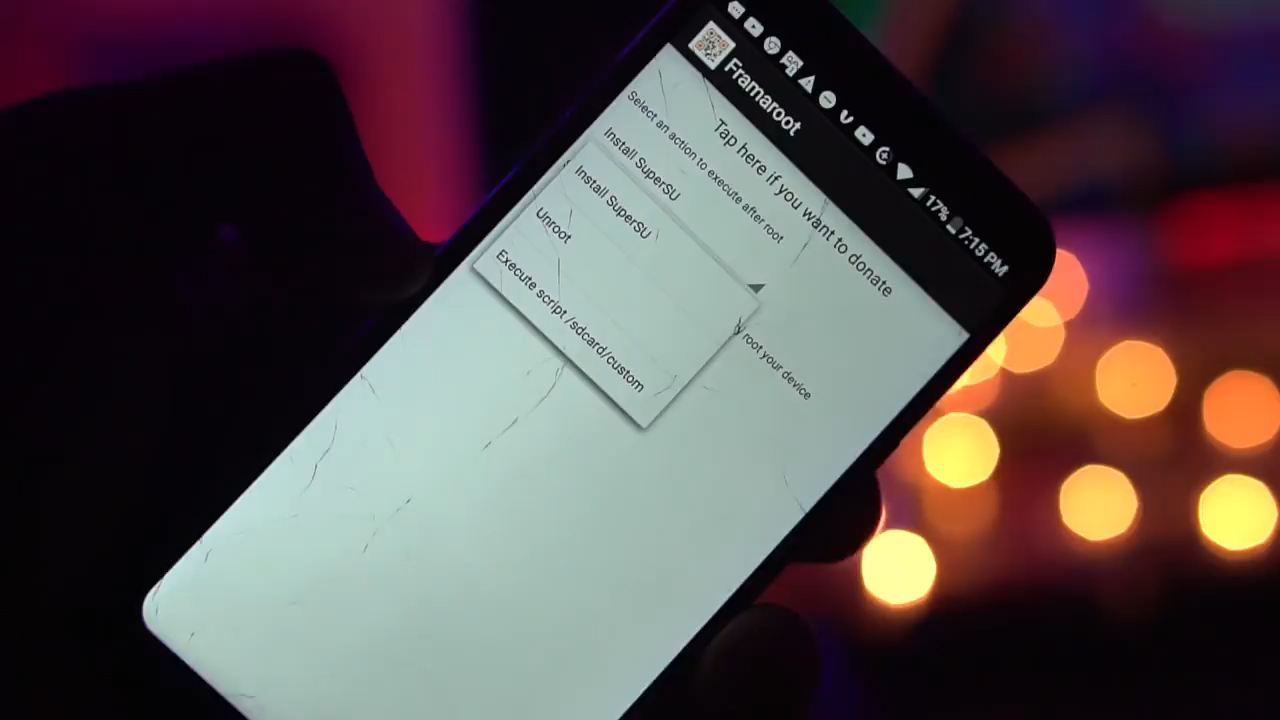 17% 7:15 PM
Framaroot
Tap here if you want to donate
Select an action to execute after root
Install SuperSU
Install SuperSU
Unroot
Execute script /sdcard/custom
root your device